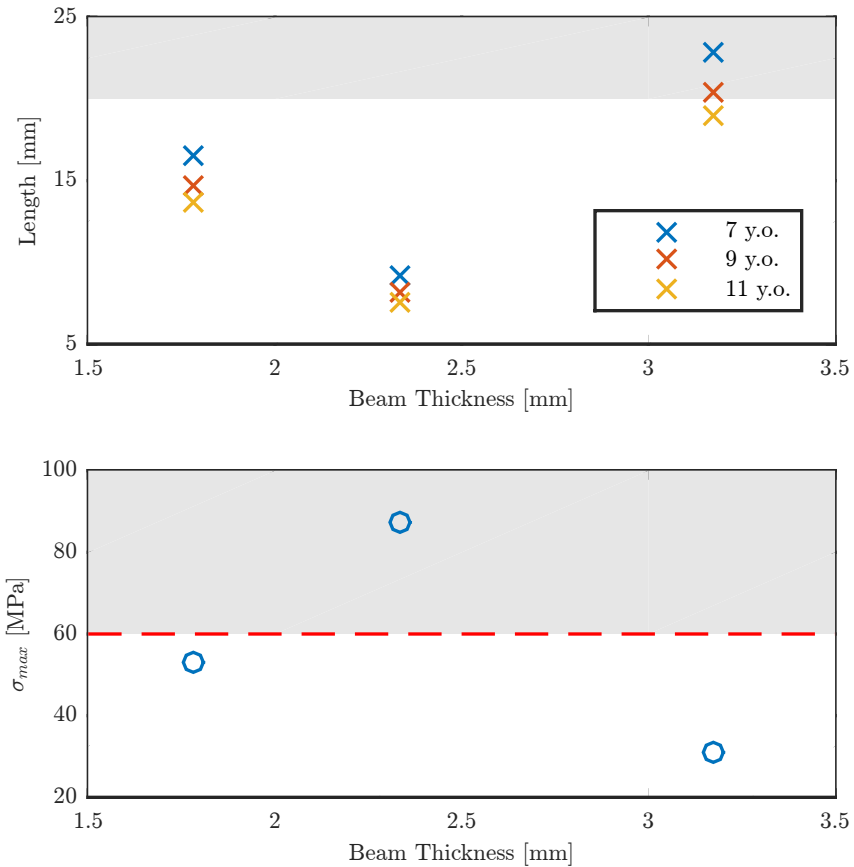 25
15
5
Length [mm]
7 y.o.
9 y.o.
11 y.o.
1.5 2 2.5 3 3.5
Beam Thickness [mm]
100
80
60
40
20
σmax [MPa]
1.5 2 2.5 3 3.5
Beam Thickness [mm]